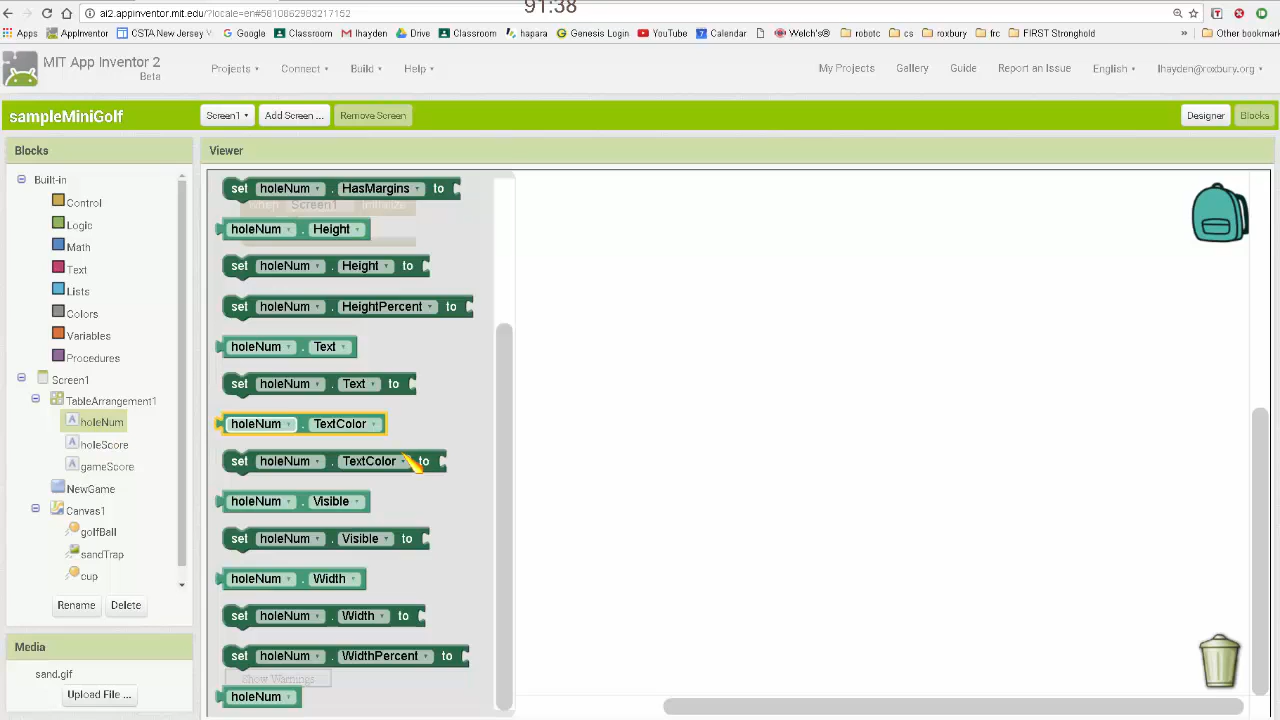 91:38
ai2.appinventor.mit.edu/?locale=en#5810862903217152
Apps AppInventor CSTA New Jersey V Google Classroom lhayden Drive Classroom hapara Genesis Login YouTube Calendar Welch's® robotc cs roxbury frc FIRST Stronghold » Other bookmark
MIT App Inventor 2
Beta
Projects Connect Build Help My Projects Gallery Guide Report an Issue English lhayden@roxbury.org
sampleMiniGolf Screen1 Add Screen ... Remove Screen Designer Blocks
Blocks
Viewer
Built-in
Control
Logic
Math
Text
Lists
Colors
Variables
Procedures
Screen1
TableArrangement1
holeNum
holeScore
gameScore
NewGame
Canvas1
golfBall
sandTrap
cup
Rename Delete
Media
sand.gif
Upload File ...
set holeNum . HasMargins to
when Screen1 Initialize
holeNum . Height
set holeNum . Height to
set holeNum . HeightPercent to
holeNum . Text
set holeNum . Text to
holeNum . TextColor
set holeNum . TextColor to
holeNum . Visible
set holeNum . Visible to
holeNum . Width
set holeNum . Width to
set holeNum . WidthPercent to
Show Warnings
holeNum